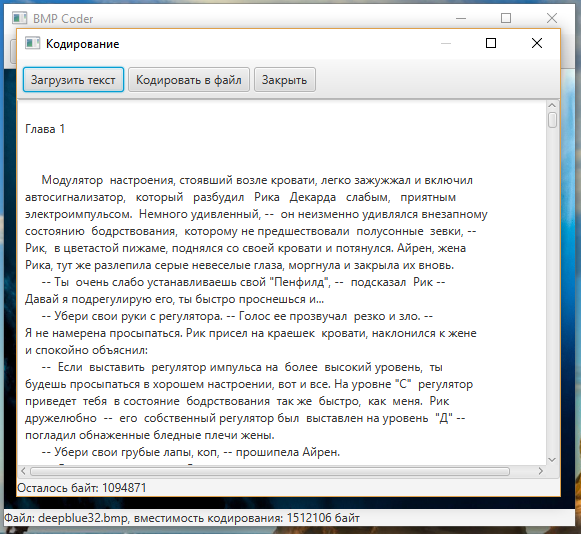 BMP Coder
Кодирование
Загрузить текст Кодировать в файл Закрыть
Глава 1
Модулятор настроения, стоявший возле кровати, легко зажужжал и включил
автосигнализатор, который разбудил Рика Декарда слабым, приятным
электроимпульсом. Немного удивленный, -- он неизменно удивлялся внезапному
состоянию бодрствования, которому не предшествовали полусонные зевки, --
Рик, в цветастой пижаме, поднялся со своей кровати и потянулся. Айрен, жена
Рика, тут же разлепила серые невеселые глаза, моргнула и закрыла их вновь.
-- Ты очень слабо устанавливаешь свой "Пенфилд", -- подсказал Рик --
Давай я подрегулирую его, ты быстро проснешься и...
-- Убери свои руки с регулятора. -- Голос ее прозвучал резко и зло. --
Я не намерена просыпаться. Рик присел на краешек кровати, наклонился к жене
и спокойно объяснил:
-- Если выставить регулятор импульса на более высокий уровень, ты
будешь просыпаться в хорошем настроении, вот и все. На уровне "С" регулятор
приведет тебя в состояние бодрствования так же быстро, как меня. Рик
дружелюбно -- его собственный регулятор был выставлен на уровень "Д" --
погладил обнаженные бледные плечи жены.
-- Убери свои грубые лапы, коп, -- прошипела Айрен.
Осталось байт: 1094871
Файл: deepblue32.bmp, вместимость кодирования: 1512106 байт